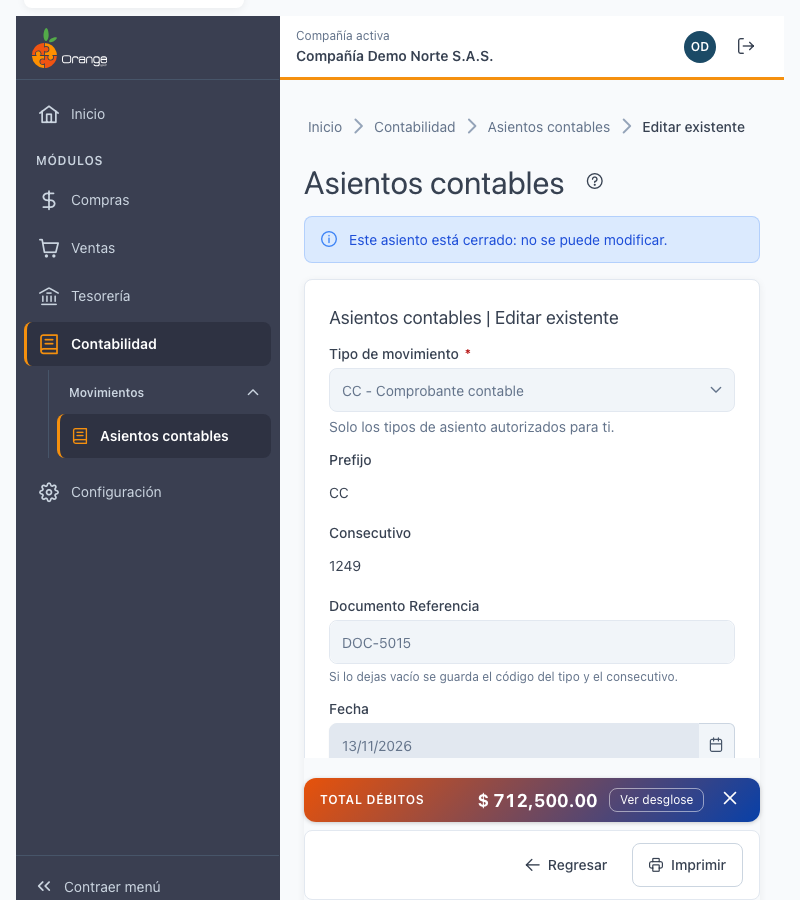 Orange
Inicio
MÓDULOS
Compras
Ventas
Tesorería
Contabilidad
Movimientos
Asientos contables
Configuración
Contraer menú
Compañía activa
Compañía Demo Norte S.A.S.
OD
Inicio
Contabilidad
Asientos contables
Editar existente
Asientos contables
Este asiento está cerrado: no se puede modificar.
Asientos contables | Editar existente
Tipo de movimiento *
CC - Comprobante contable
Solo los tipos de asiento autorizados para ti.
Prefijo
CC
Consecutivo
1249
Documento Referencia
DOC-5015
Si lo dejas vacío se guarda el código del tipo y el consecutivo.
Fecha
13/11/2026
TOTAL DÉBITOS
$ 712,500.00
Ver desglose
Regresar
Imprimir